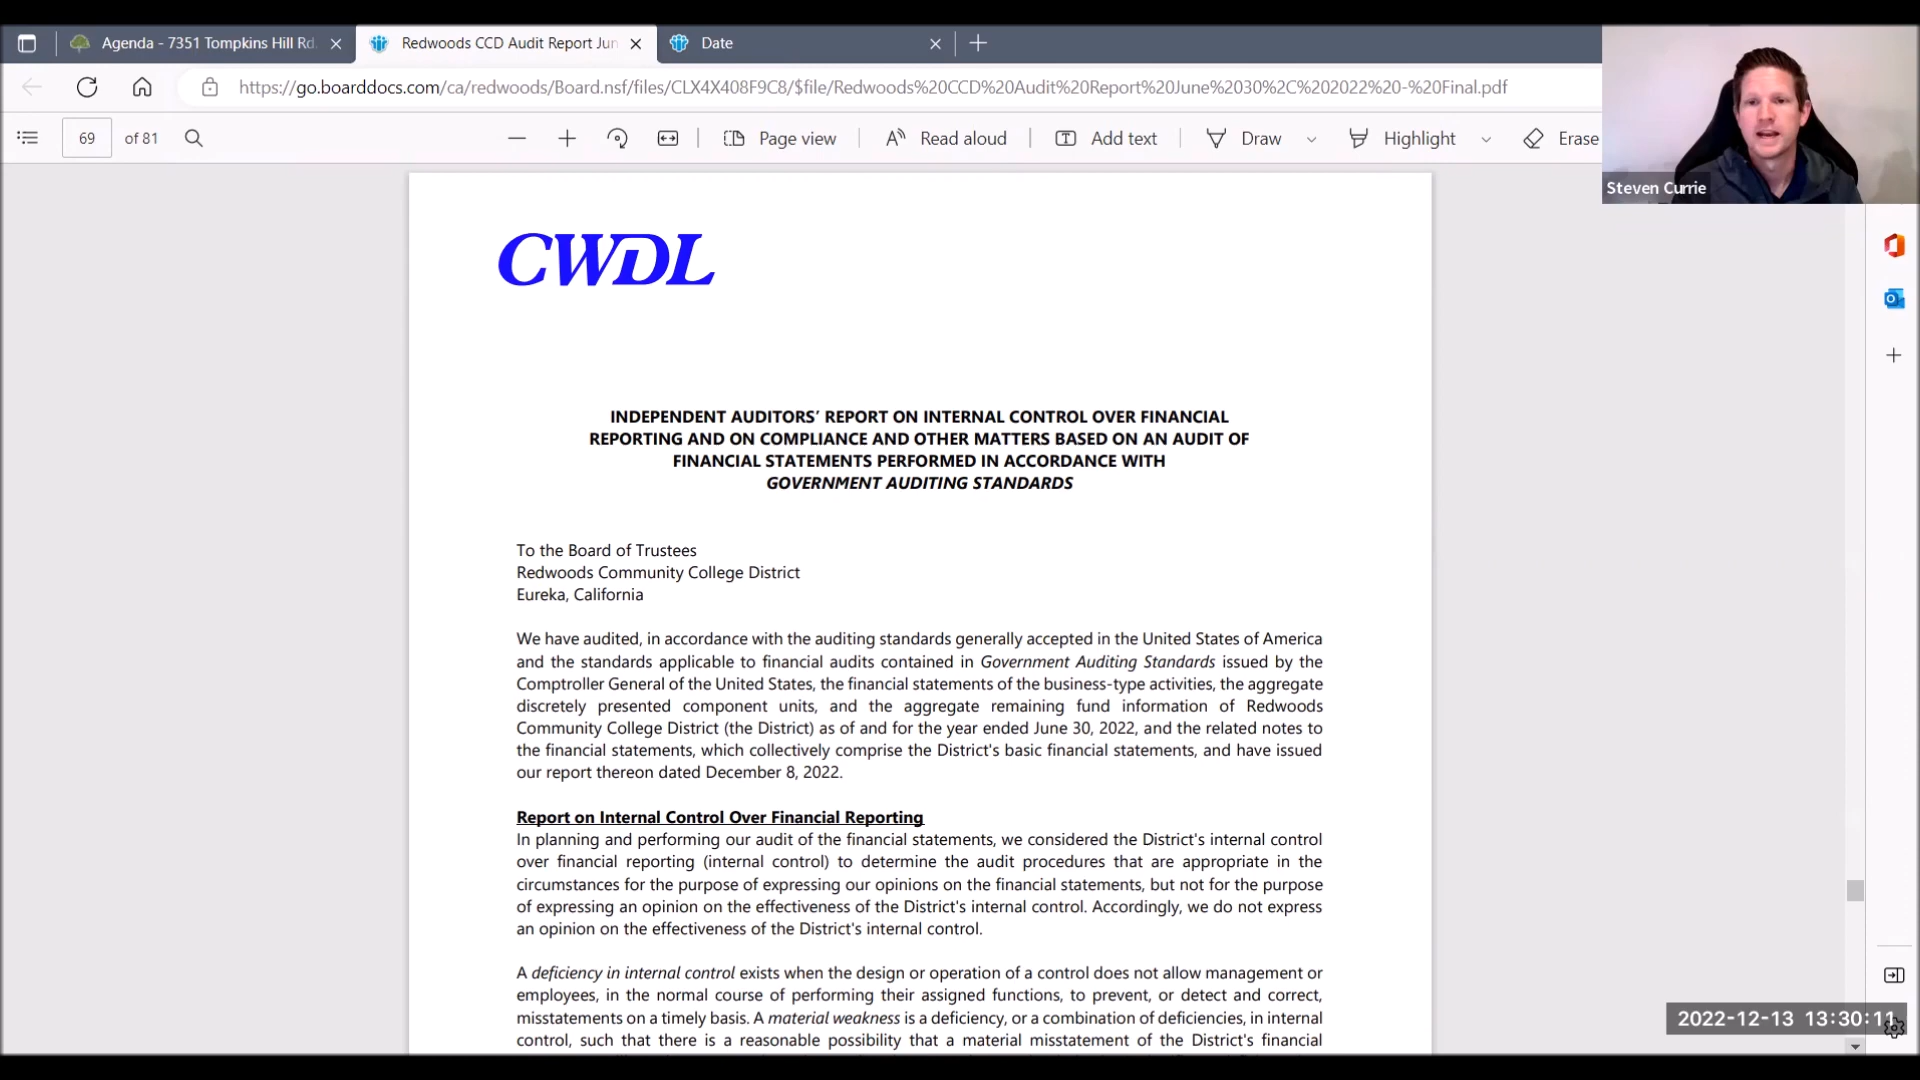 Agenda - 7351 Tompkins Hill Rd.
Redwoods CCD Audit Report Jun
Date
https://go.boarddocs.com/ca/redwoods/Board.nsf/files/CLX4X408F9C8/$file/Redwoods%20CCD%20Audit%20Report%20June%2030%2C%202022%20-%20Final.pdf
69 of 81
Page view
Read aloud
Add text
Draw
Highlight
Erase
Steven Currie
CWDL
INDEPENDENT AUDITORS’ REPORT ON INTERNAL CONTROL OVER FINANCIAL
REPORTING AND ON COMPLIANCE AND OTHER MATTERS BASED ON AN AUDIT OF
FINANCIAL STATEMENTS PERFORMED IN ACCORDANCE WITH
GOVERNMENT AUDITING STANDARDS
To the Board of Trustees
Redwoods Community College District
Eureka, California
We have audited, in accordance with the auditing standards generally accepted in the United States of America
and the standards applicable to financial audits contained in Government Auditing Standards issued by the
Comptroller General of the United States, the financial statements of the business-type activities, the aggregate
discretely presented component units, and the aggregate remaining fund information of Redwoods
Community College District (the District) as of and for the year ended June 30, 2022, and the related notes to
the financial statements, which collectively comprise the District's basic financial statements, and have issued
our report thereon dated December 8, 2022.
Report on Internal Control Over Financial Reporting
In planning and performing our audit of the financial statements, we considered the District's internal control
over financial reporting (internal control) to determine the audit procedures that are appropriate in the
circumstances for the purpose of expressing our opinions on the financial statements, but not for the purpose
of expressing an opinion on the effectiveness of the District's internal control. Accordingly, we do not express
an opinion on the effectiveness of the District's internal control.
A deficiency in internal control exists when the design or operation of a control does not allow management or
employees, in the normal course of performing their assigned functions, to prevent, or detect and correct,
misstatements on a timely basis. A material weakness is a deficiency, or a combination of deficiencies, in internal
control, such that there is a reasonable possibility that a material misstatement of the District's financial
2022-12-13 13:30:11